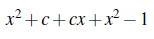 x² + c + cx + x² − 1